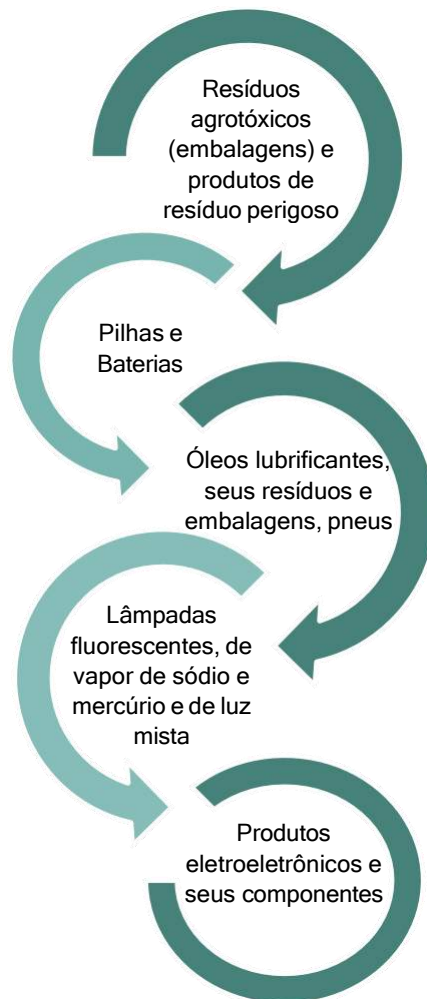 Resíduos
agrotóxicos
(embalagens) e
produtos de
resíduo perigoso
Pilhas e
Baterias
Óleos lubrificantes,
seus resíduos e
embalagens, pneus
Lâmpadas
fluorescentes, de
vapor de sódio e
mercúrio e de luz
mista
Produtos
eletroeletrônicos e
seus componentes